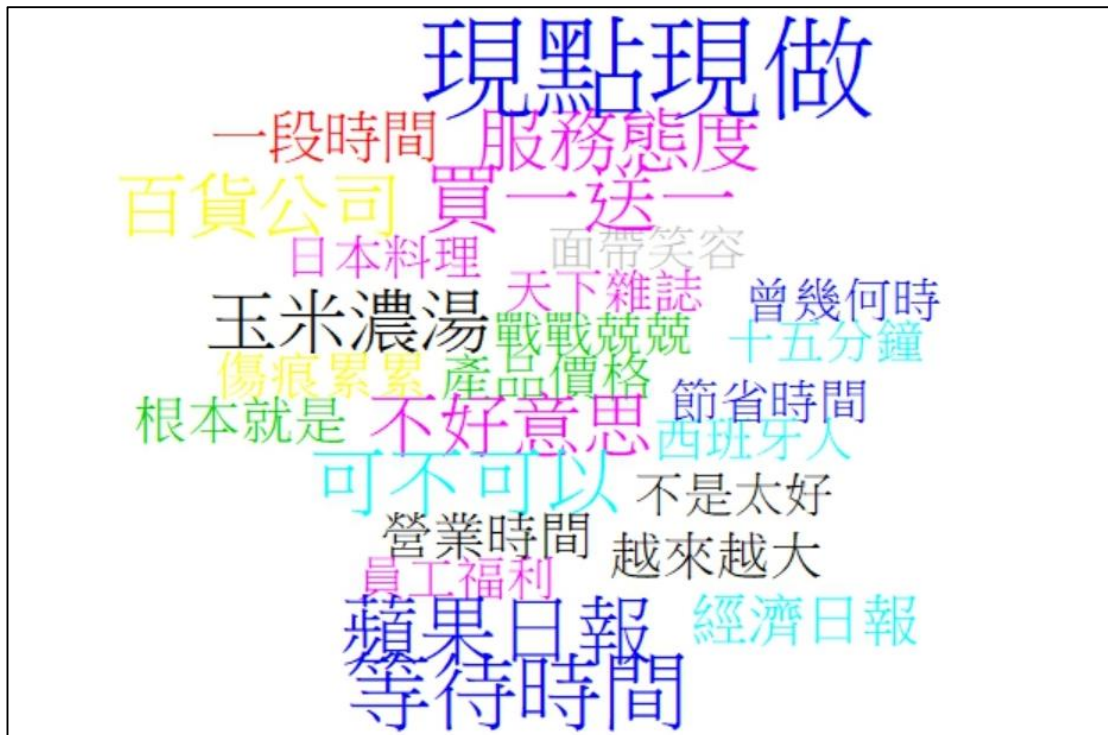 現點現做
一段時間 服務態度
百貨公司 買一送一
日本料理 面帶笑容
天下雜誌 曾幾何時
玉米濃湯 戰戰兢兢 十五分鐘
傷痕累累 產品價格
根本就是 不好意思 節省時間
西班牙人
可不可以 不是太好
營業時間 越來越大
員工福利
蘋果日報 經濟日報
等待時間